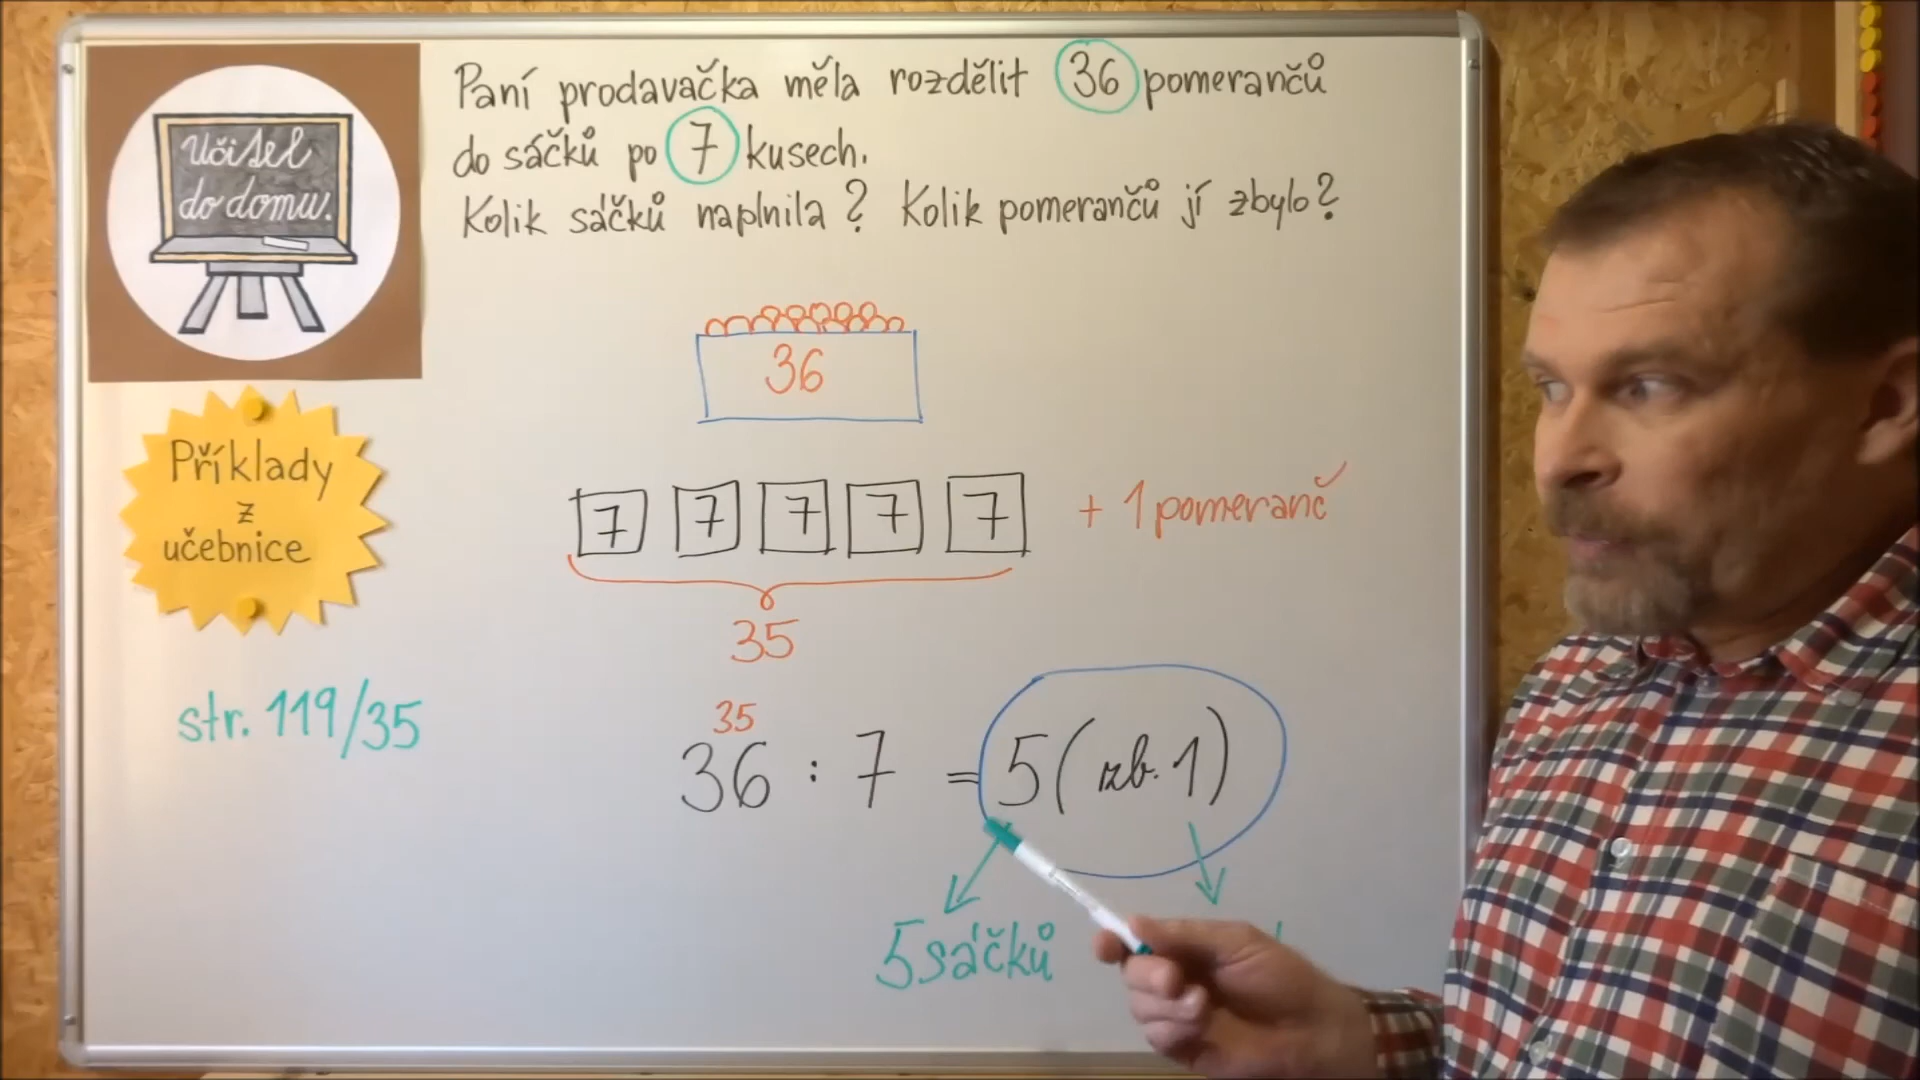 Učitel
do domu.
Paní prodavačka měla rozdělit 36 pomerančů
do sáčků po 7 kusech.
Kolik sáčků naplnila? Kolik pomerančů jí zbylo?
36
Příklady
z
učebnice
7 7 7 7 7 + 1 pomeranč
35
str. 119/35
35
36 : 7 = 5 (zb. 1)
5 sáčků